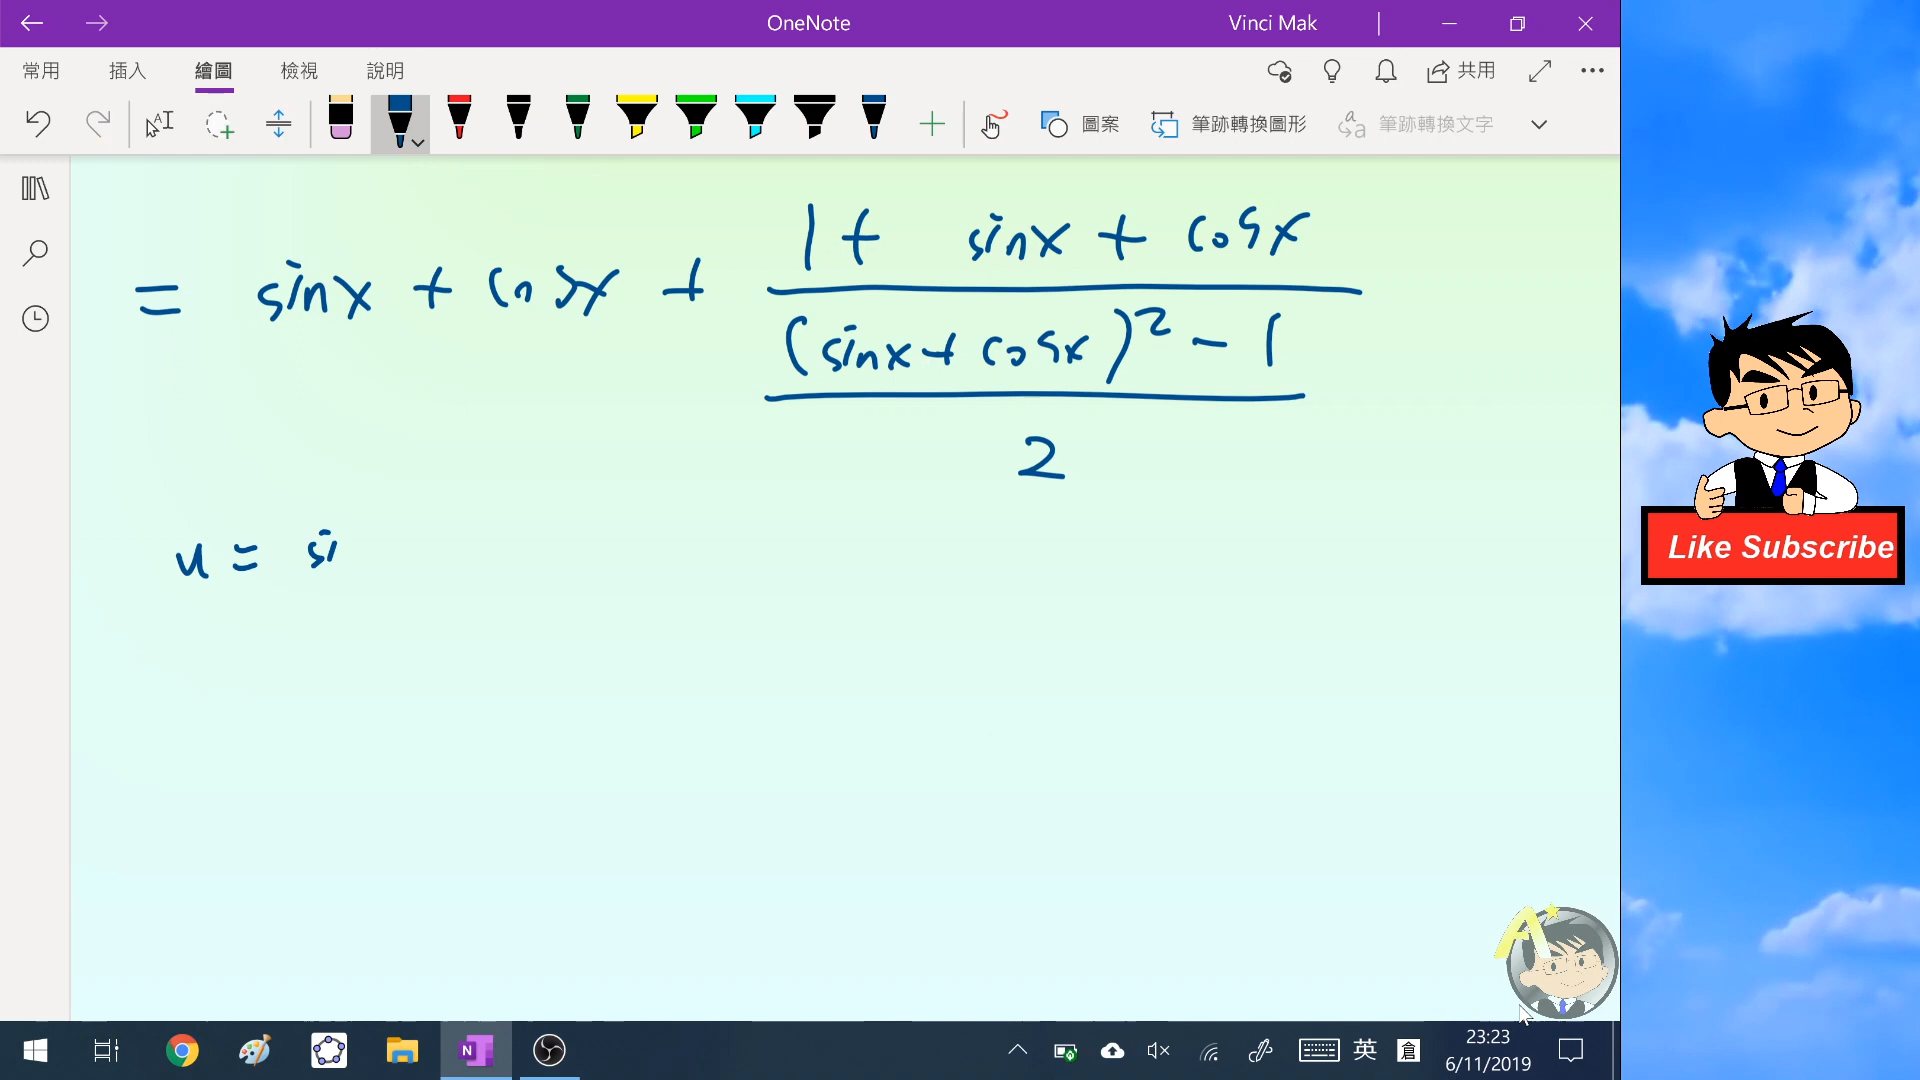 OneNote
Vinci Mak
常用 插入 繪圖 檢視 說明
共用
圖案 筆跡轉換圖形 筆跡轉換文字
= sinx + cosx + 1 + sinx + cosx
(sinx + cosx)² - 1
2
u = si
Like Subscribe
A
N
英 倉
23:23
6/11/2019